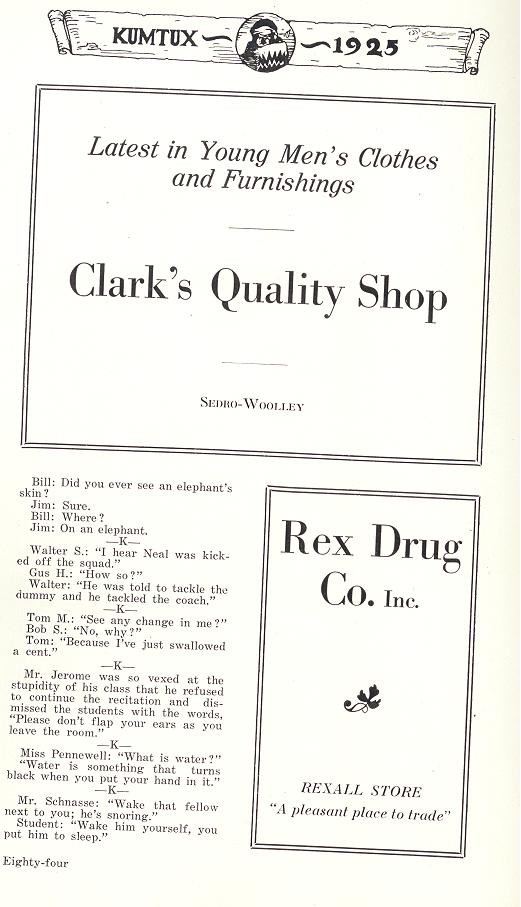 KUMTUX — 1925
Latest in Young Men's Clothes
and Furnishings
Clark's Quality Shop
Sedro-Woolley
Bill: Did you ever see an elephant's
skin?
Jim: Sure.
Bill: Where?
Jim: On an elephant.
—K—
Walter S.: "I hear Neal was kick-
ed off the squad."
Gus H.: "How so?"
Walter: "He was told to tackle the
dummy and he tackled the coach."
—K—
Tom M.: "See any change in me?"
Bob S.: "No, why?"
Tom: "Because I've just swallowed
a cent."
—K—
Mr. Jerome was so vexed at the
stupidity of his class that he refused
to continue the recitation and dis-
missed the students with the words,
"Please don't flap your ears as you
leave the room."
—K—
Miss Pennewell: "What is water?"
"Water is something that turns
black when you put your hand in it."
—K—
Mr. Schnasse: "Wake that fellow
next to you; he's snoring."
Student: "Wake him yourself, you
put him to sleep."
Rex Drug
Co. Inc.
REXALL STORE
"A pleasant place to trade"
Eighty-four